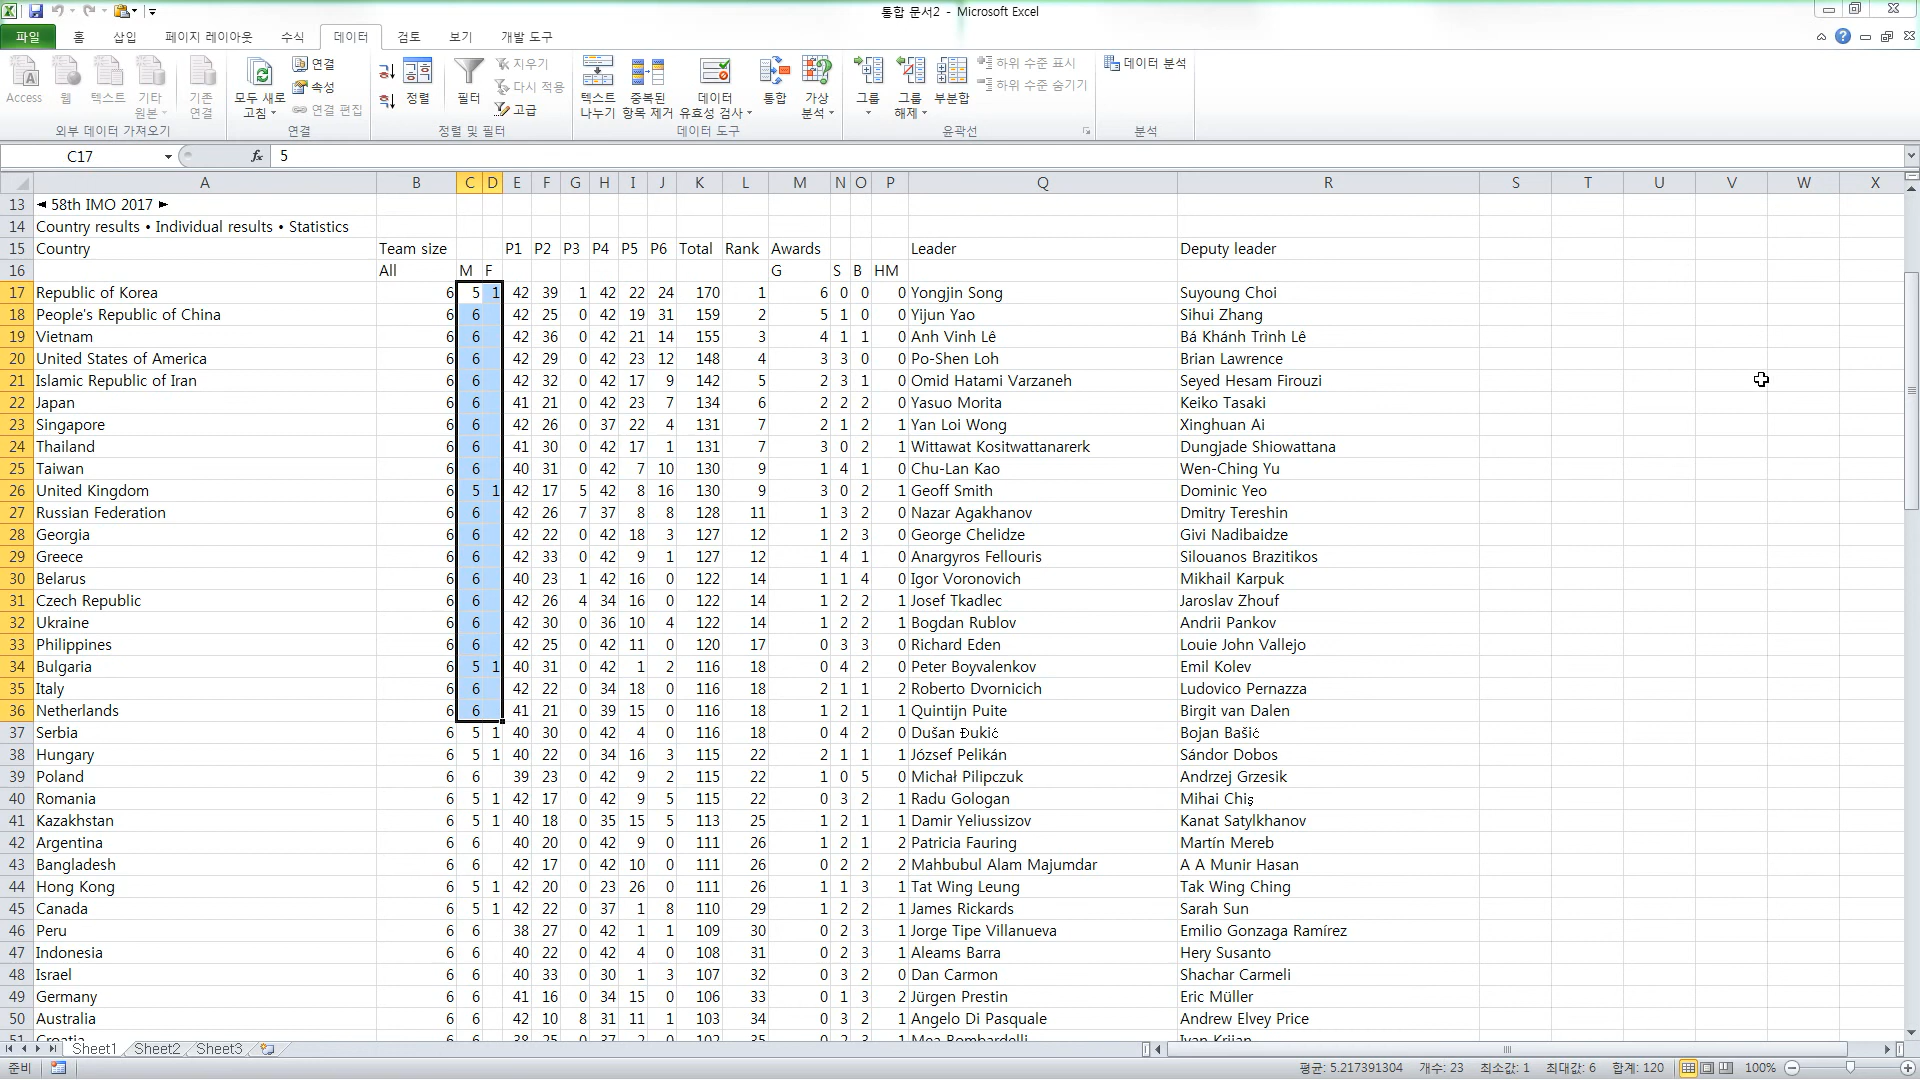 통합 문서2 - Microsoft Excel
파일 홈 삽입 페이지 레이아웃 수식 데이터 검토 보기 개발 도구
Access 웹 텍스트 기타 원본 기존 연결 모두 새로 고침 연결 속성 연결 편집 정렬 필터 지우기 다시 적용 고급 텍스트 나누기 중복된 항목 제거 데이터 유효성 검사 통합 가상 분석 그룹 그룹 해제 부분합 하위 수준 표시 하위 수준 숨기기 데이터 분석
외부 데이터 가져오기 연결 정렬 및 필터 데이터 도구 윤곽선 분석
C17 fx 5
A B C D E F G H I J K L M N O P Q R S T U V W X
13 ◄ 58th IMO 2017 ►
14 Country results • Individual results • Statistics
15 Country Team size P1 P2 P3 P4 P5 P6 Total Rank Awards Leader Deputy leader
16 All M F G S B HM
17 Republic of Korea 6 5 1 42 39 1 42 22 24 170 1 6 0 0 0 Yongjin Song Suyoung Choi
18 People's Republic of China 6 6 42 25 0 42 19 31 159 2 5 1 0 0 Yijun Yao Sihui Zhang
19 Vietnam 6 6 42 36 0 42 21 14 155 3 4 1 1 0 Anh Vinh Lê Bá Khánh Trình Lê
20 United States of America 6 6 42 29 0 42 23 12 148 4 3 3 0 0 Po-Shen Loh Brian Lawrence
21 Islamic Republic of Iran 6 6 42 32 0 42 17 9 142 5 2 3 1 0 Omid Hatami Varzaneh Seyed Hesam Firouzi
22 Japan 6 6 41 21 0 42 23 7 134 6 2 2 2 0 Yasuo Morita Keiko Tasaki
23 Singapore 6 6 42 26 0 37 22 4 131 7 2 1 2 1 Yan Loi Wong Xinghuan Ai
24 Thailand 6 6 41 30 0 42 17 1 131 7 3 0 2 1 Wittawat Kositwattanarerk Dungjade Shiowattana
25 Taiwan 6 6 40 31 0 42 7 10 130 9 1 4 1 0 Chu-Lan Kao Wen-Ching Yu
26 United Kingdom 6 5 1 42 17 5 42 8 16 130 9 3 0 2 1 Geoff Smith Dominic Yeo
27 Russian Federation 6 6 42 26 7 37 8 8 128 11 1 3 2 0 Nazar Agakhanov Dmitry Tereshin
28 Georgia 6 6 42 22 0 42 18 3 127 12 1 2 3 0 George Chelidze Givi Nadibaidze
29 Greece 6 6 42 33 0 42 9 1 127 12 1 4 1 0 Anargyros Fellouris Silouanos Brazitikos
30 Belarus 6 6 40 23 1 42 16 0 122 14 1 1 4 0 Igor Voronovich Mikhail Karpuk
31 Czech Republic 6 6 42 26 4 34 16 0 122 14 1 2 2 1 Josef Tkadlec Jaroslav Zhouf
32 Ukraine 6 6 42 30 0 36 10 4 122 14 1 2 2 1 Bogdan Rublov Andrii Pankov
33 Philippines 6 6 42 25 0 42 11 0 120 17 0 3 3 0 Richard Eden Louie John Vallejo
34 Bulgaria 6 5 1 40 31 0 42 1 2 116 18 0 4 2 0 Peter Boyvalenkov Emil Kolev
35 Italy 6 6 42 22 0 34 18 0 116 18 2 1 1 2 Roberto Dvornicich Ludovico Pernazza
36 Netherlands 6 6 41 21 0 39 15 0 116 18 1 2 1 1 Quintijn Puite Birgit van Dalen
37 Serbia 6 5 1 40 30 0 42 4 0 116 18 0 4 2 0 Dušan Đukić Bojan Bašić
38 Hungary 6 5 1 40 22 0 34 16 3 115 22 2 1 1 1 József Pelikán Sándor Dobos
39 Poland 6 6 39 23 0 42 9 2 115 22 1 0 5 0 Michał Pilipczuk Andrzej Grzesik
40 Romania 6 5 1 42 17 0 42 9 5 115 22 0 3 2 1 Radu Gologan Mihai Chiș
41 Kazakhstan 6 5 1 40 18 0 35 15 5 113 25 1 2 1 1 Damir Yeliussizov Kanat Satylkhanov
42 Argentina 6 6 40 20 0 42 9 0 111 26 1 2 1 2 Patricia Fauring Martín Mereb
43 Bangladesh 6 6 42 17 0 42 10 0 111 26 0 2 2 2 Mahbubul Alam Majumdar A A Munir Hasan
44 Hong Kong 6 5 1 42 20 0 23 26 0 111 26 1 1 3 1 Tat Wing Leung Tak Wing Ching
45 Canada 6 5 1 42 22 0 37 1 8 110 29 1 2 2 1 James Rickards Sarah Sun
46 Peru 6 6 38 27 0 42 1 1 109 30 0 2 3 1 Jorge Tipe Villanueva Emilio Gonzaga Ramírez
47 Indonesia 6 6 40 22 0 42 4 0 108 31 0 2 3 1 Aleams Barra Hery Susanto
48 Israel 6 6 40 33 0 30 1 3 107 32 0 3 2 0 Dan Carmon Shachar Carmeli
49 Germany 6 6 41 16 0 34 15 0 106 33 0 1 3 2 Jürgen Prestin Eric Müller
50 Australia 6 6 42 10 8 31 11 1 103 34 0 3 2 1 Angelo Di Pasquale Andrew Elvey Price
51 Croatia 6 6 38 25 0 37 2 0 102 35 0 2 3 1 Mea Bombardelli Ivan Krijan
Sheet1 Sheet2 Sheet3
준비 평균: 5.217391304 개수: 23 최소값: 1 최대값: 6 합계: 120 100%